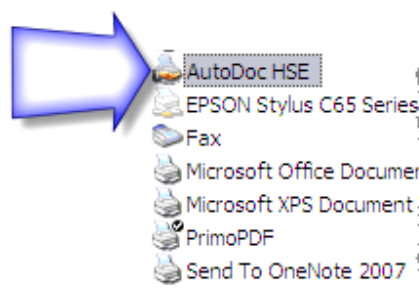 AutoDoc HSE
EPSON Stylus C65 Series
Fax
Microsoft Office Documen
Microsoft XPS Document
PrimoPDF
Send To OneNote 2007